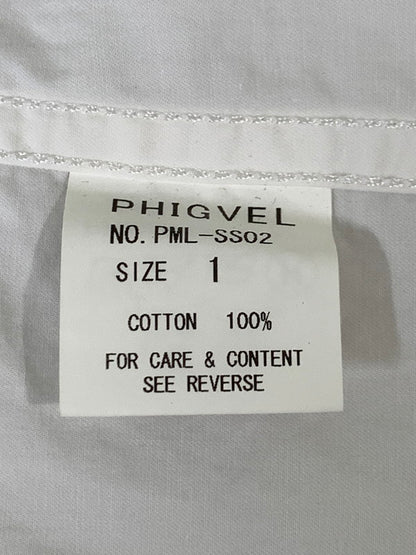 PHIGVEL
NO. PML-SS02
SIZE 1
COTTON 100%
FOR CARE & CONTENT
SEE REVERSE